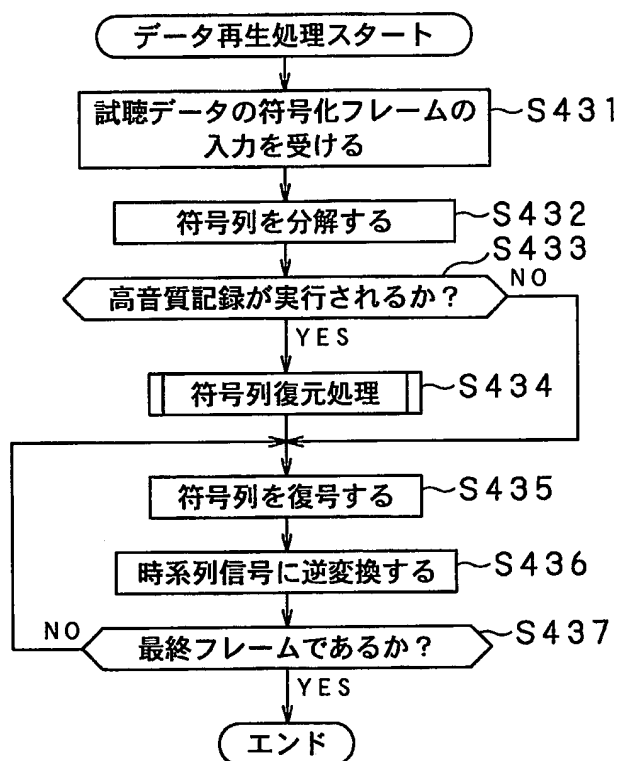 データ再生処理スタート
試聴データの符号化フレームの
入力を受ける
S431
符号列を分解する
S432
S433
高音質記録が実行されるか?
NO
YES
符号列復元処理
S434
符号列を復号する
S435
時系列信号に逆変換する
S436
NO
最終フレームであるか?
S437
YES
エンド